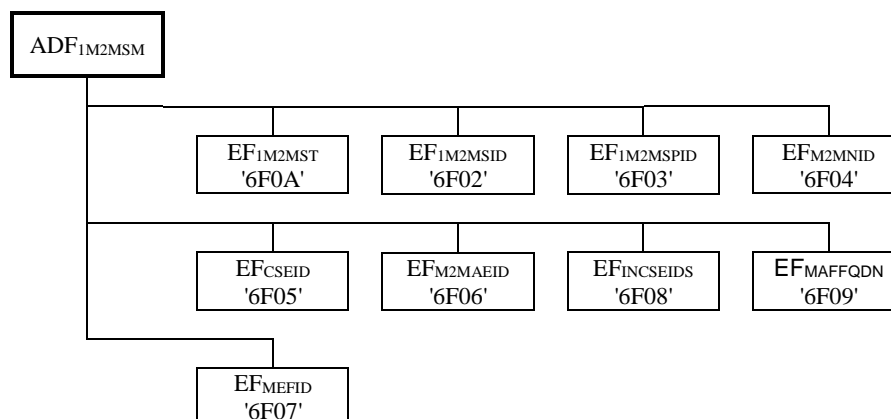 ADF1M2MSM
EF1M2MST
'6F0A'
EF1M2MSID
'6F02'
EF1M2MSPID
'6F03'
EFM2MNID
'6F04'
EFCSEID
'6F05'
EFM2MAEID
'6F06'
EFINCSEIDS
'6F08'
EFMAFFQDN
'6F09'
EFMEFID
'6F07'